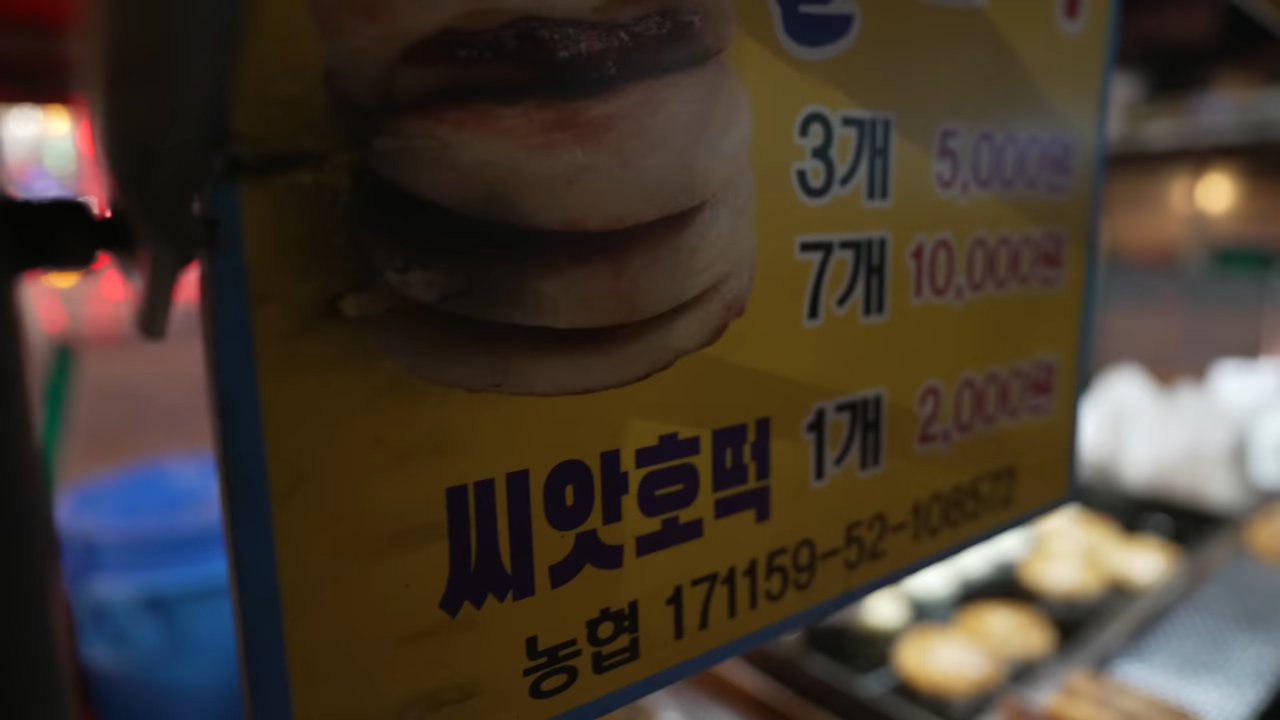 3개 5,000원
7개 10,000원
씨앗호떡 1개 2,000원
농협 171159-52-108572